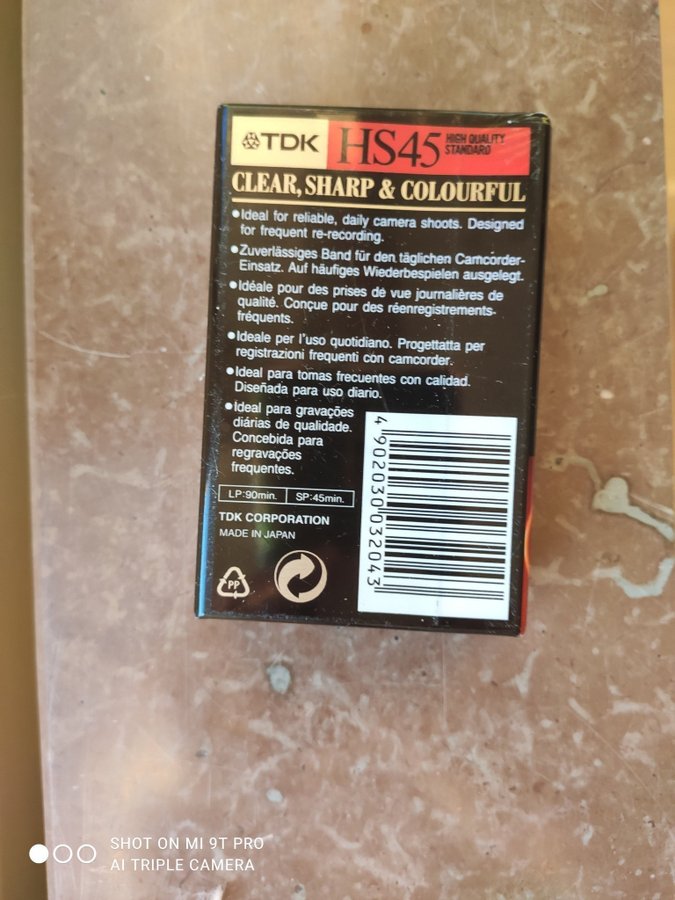 TDK HS45 HIGH QUALITY
STANDARD
CLEAR, SHARP & COLOURFUL
•Ideal for reliable, daily camera shoots. Designed
for frequent re-recording.
•Zuverlässiges Band für den täglichen Camcorder-
Einsatz. Auf häufiges Wiederbespielen ausgelegt.
•Idéale pour des prises de vue journalières de
qualité. Conçue pour des réenregistrements-
fréquents.
•Ideale per l'uso quotidiano. Progettatta per
registrazioni frequenti con camcorder.
•Ideal para tomas frecuentes con calidad.
Diseñada para uso diario.
•Ideal para gravações
diárias de qualidade.
Concebida para
regravações
frequentes.
LP:90min. SP:45min.
TDK CORPORATION
MADE IN JAPAN
PP
4 902030 032043
SHOT ON MI 9T PRO
AI TRIPLE CAMERA